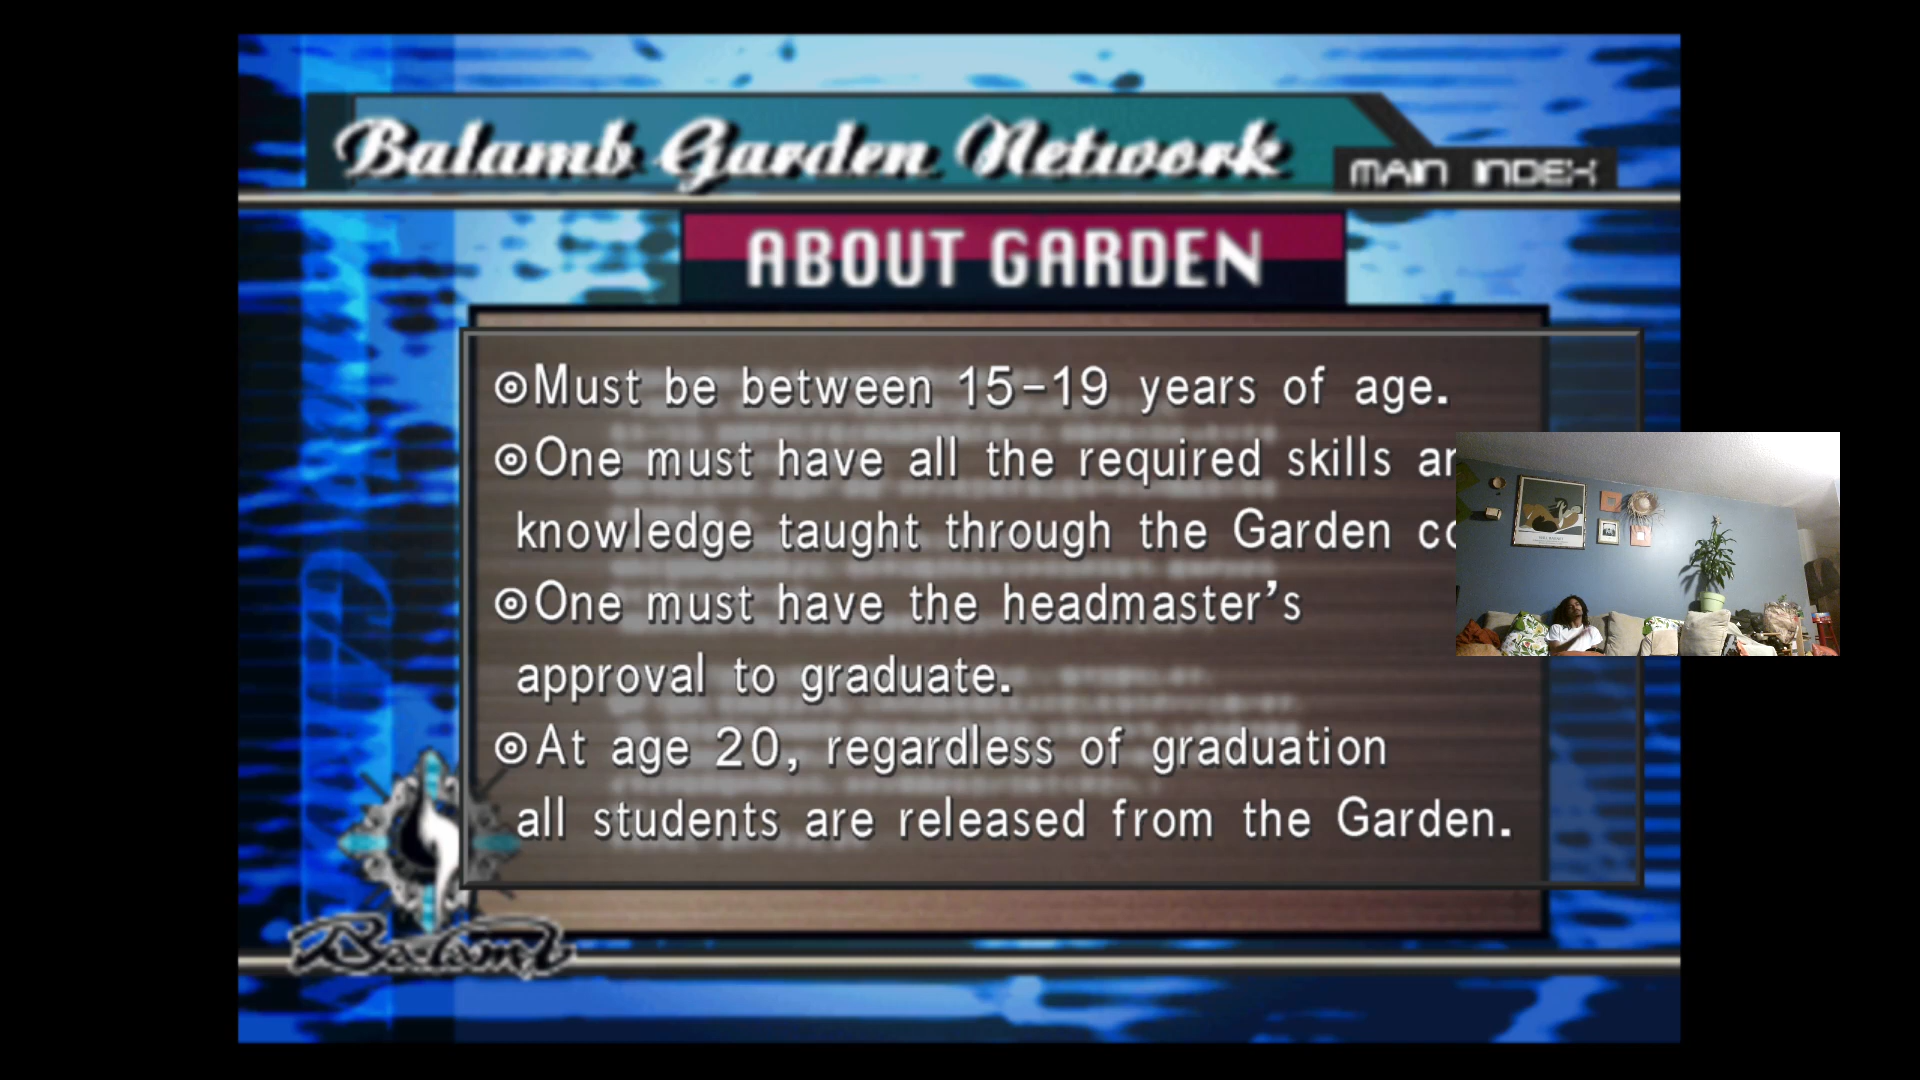 Balamb Garden Network
MAIN INDEX
ABOUT GARDEN
⊙Must be between 15-19 years of age.
⊙One must have all the required skills an
knowledge taught through the Garden co
⊙One must have the headmaster's
approval to graduate.
⊙At age 20, regardless of graduation
all students are released from the Garden.
Balamb